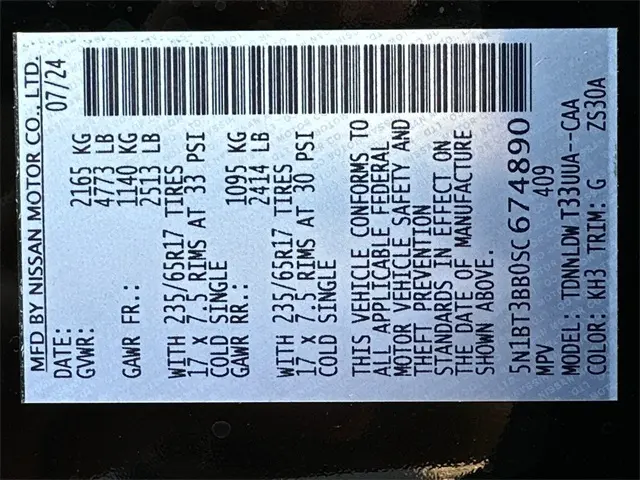 MFD BY NISSAN MOTOR CO., LTD.
DATE: 07/24
GVWR: 2165 KG
4773 LB
GAWR FR.: 1140 KG
2513 LB
WITH 235/65R17 TIRES
17 x 7.5 RIMS AT 33 PSI
COLD SINGLE
GAWR RR.: 1095 KG
2414 LB
WITH 235/65R17 TIRES
17 x 7.5 RIMS AT 30 PSI
COLD SINGLE
THIS VEHICLE CONFORMS TO
ALL APPLICABLE FEDERAL
MOTOR VEHICLE SAFETY AND
THEFT PREVENTION
STANDARDS IN EFFECT ON
THE DATE OF MANUFACTURE
SHOWN ABOVE.
5N1BT3BB0SC674890
MPV 409
MODEL: TDNNLDW T33UUA--CAA
COLOR: KH3 TRIM: G ZS30A